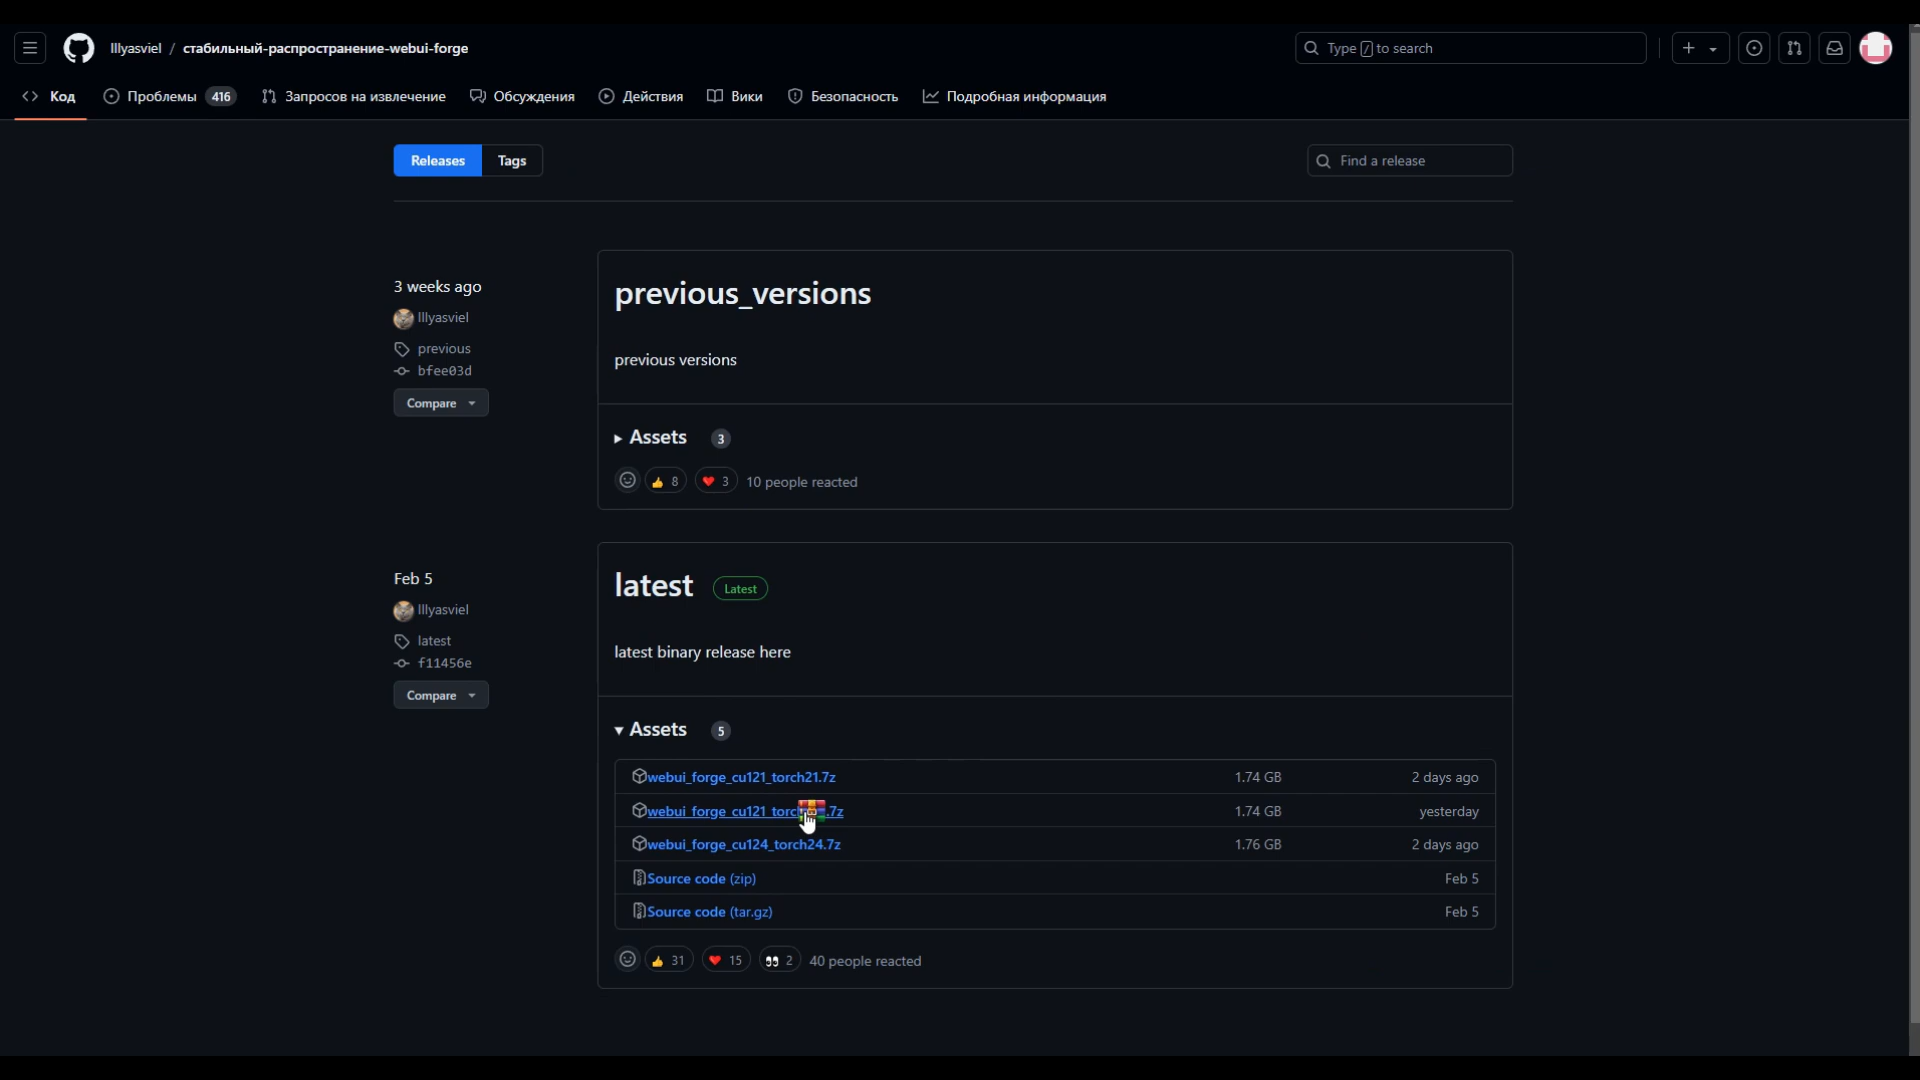 lllyasviel / стабильный-распространение-webui-forge
Type / to search
Код
Проблемы 416
Запросов на извлечение
Обсуждения
Действия
Вики
Безопасность
Подробная информация
Releases
Tags
Find a release
3 weeks ago
lllyasviel
previous
bfee03d
Compare
previous_versions
previous versions
Assets 3
8
3
10 people reacted
Feb 5
lllyasviel
latest
f11456e
Compare
latest Latest
latest binary release here
Assets 5
webui_forge_cu121_torch21.7z 1.74 GB 2 days ago
.7z 1.74 GB yesterday
webui_forge_cu124_torch24.7z 1.76 GB 2 days ago
Source code (zip) Feb 5
Source code (tar.gz) Feb 5
31
15
2
40 people reacted